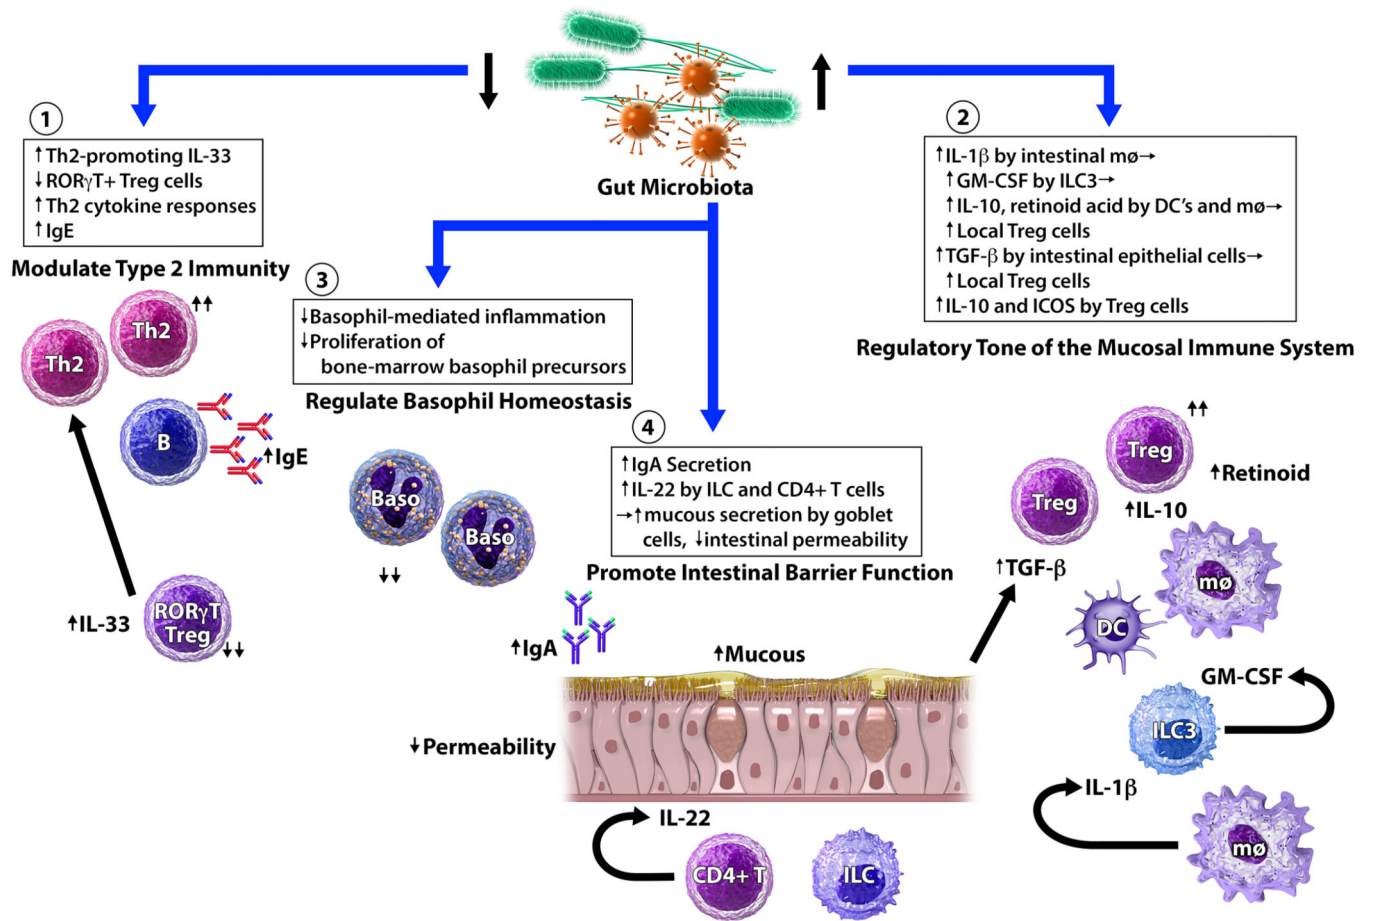 Gut Microbiota
1
↑Th2-promoting IL-33
↓RORγT+ Treg cells
↑Th2 cytokine responses
↑IgE
Modulate Type 2 Immunity
Th2
↑↑
Th2
B
↑IgE
↑IL-33
RORγT
Treg
↓↓
2
↑IL-1β by intestinal mø→
↑GM-CSF by ILC3→
↑IL-10, retinoid acid by DC's and mø→
↑Local Treg cells
↑TGF-β by intestinal epithelial cells→
↑Local Treg cells
↑IL-10 and ICOS by Treg cells
Regulatory Tone of the Mucosal Immune System
3
↓Basophil-mediated inflammation
↓Proliferation of
bone-marrow basophil precursors
Regulate Basophil Homeostasis
Baso
Baso
↓↓
4
↑IgA Secretion
↑IL-22 by ILC and CD4+ T cells
→↑mucous secretion by goblet
cells, ↓intestinal permeability
Promote Intestinal Barrier Function
↑IgA
↑Mucous
↓Permeability
IL-22
CD4+ T
ILC
Treg
↑↑
Treg
↑Retinoid
↑IL-10
↑TGF-β
mø
DC
GM-CSF
ILC3
IL-1β
mø